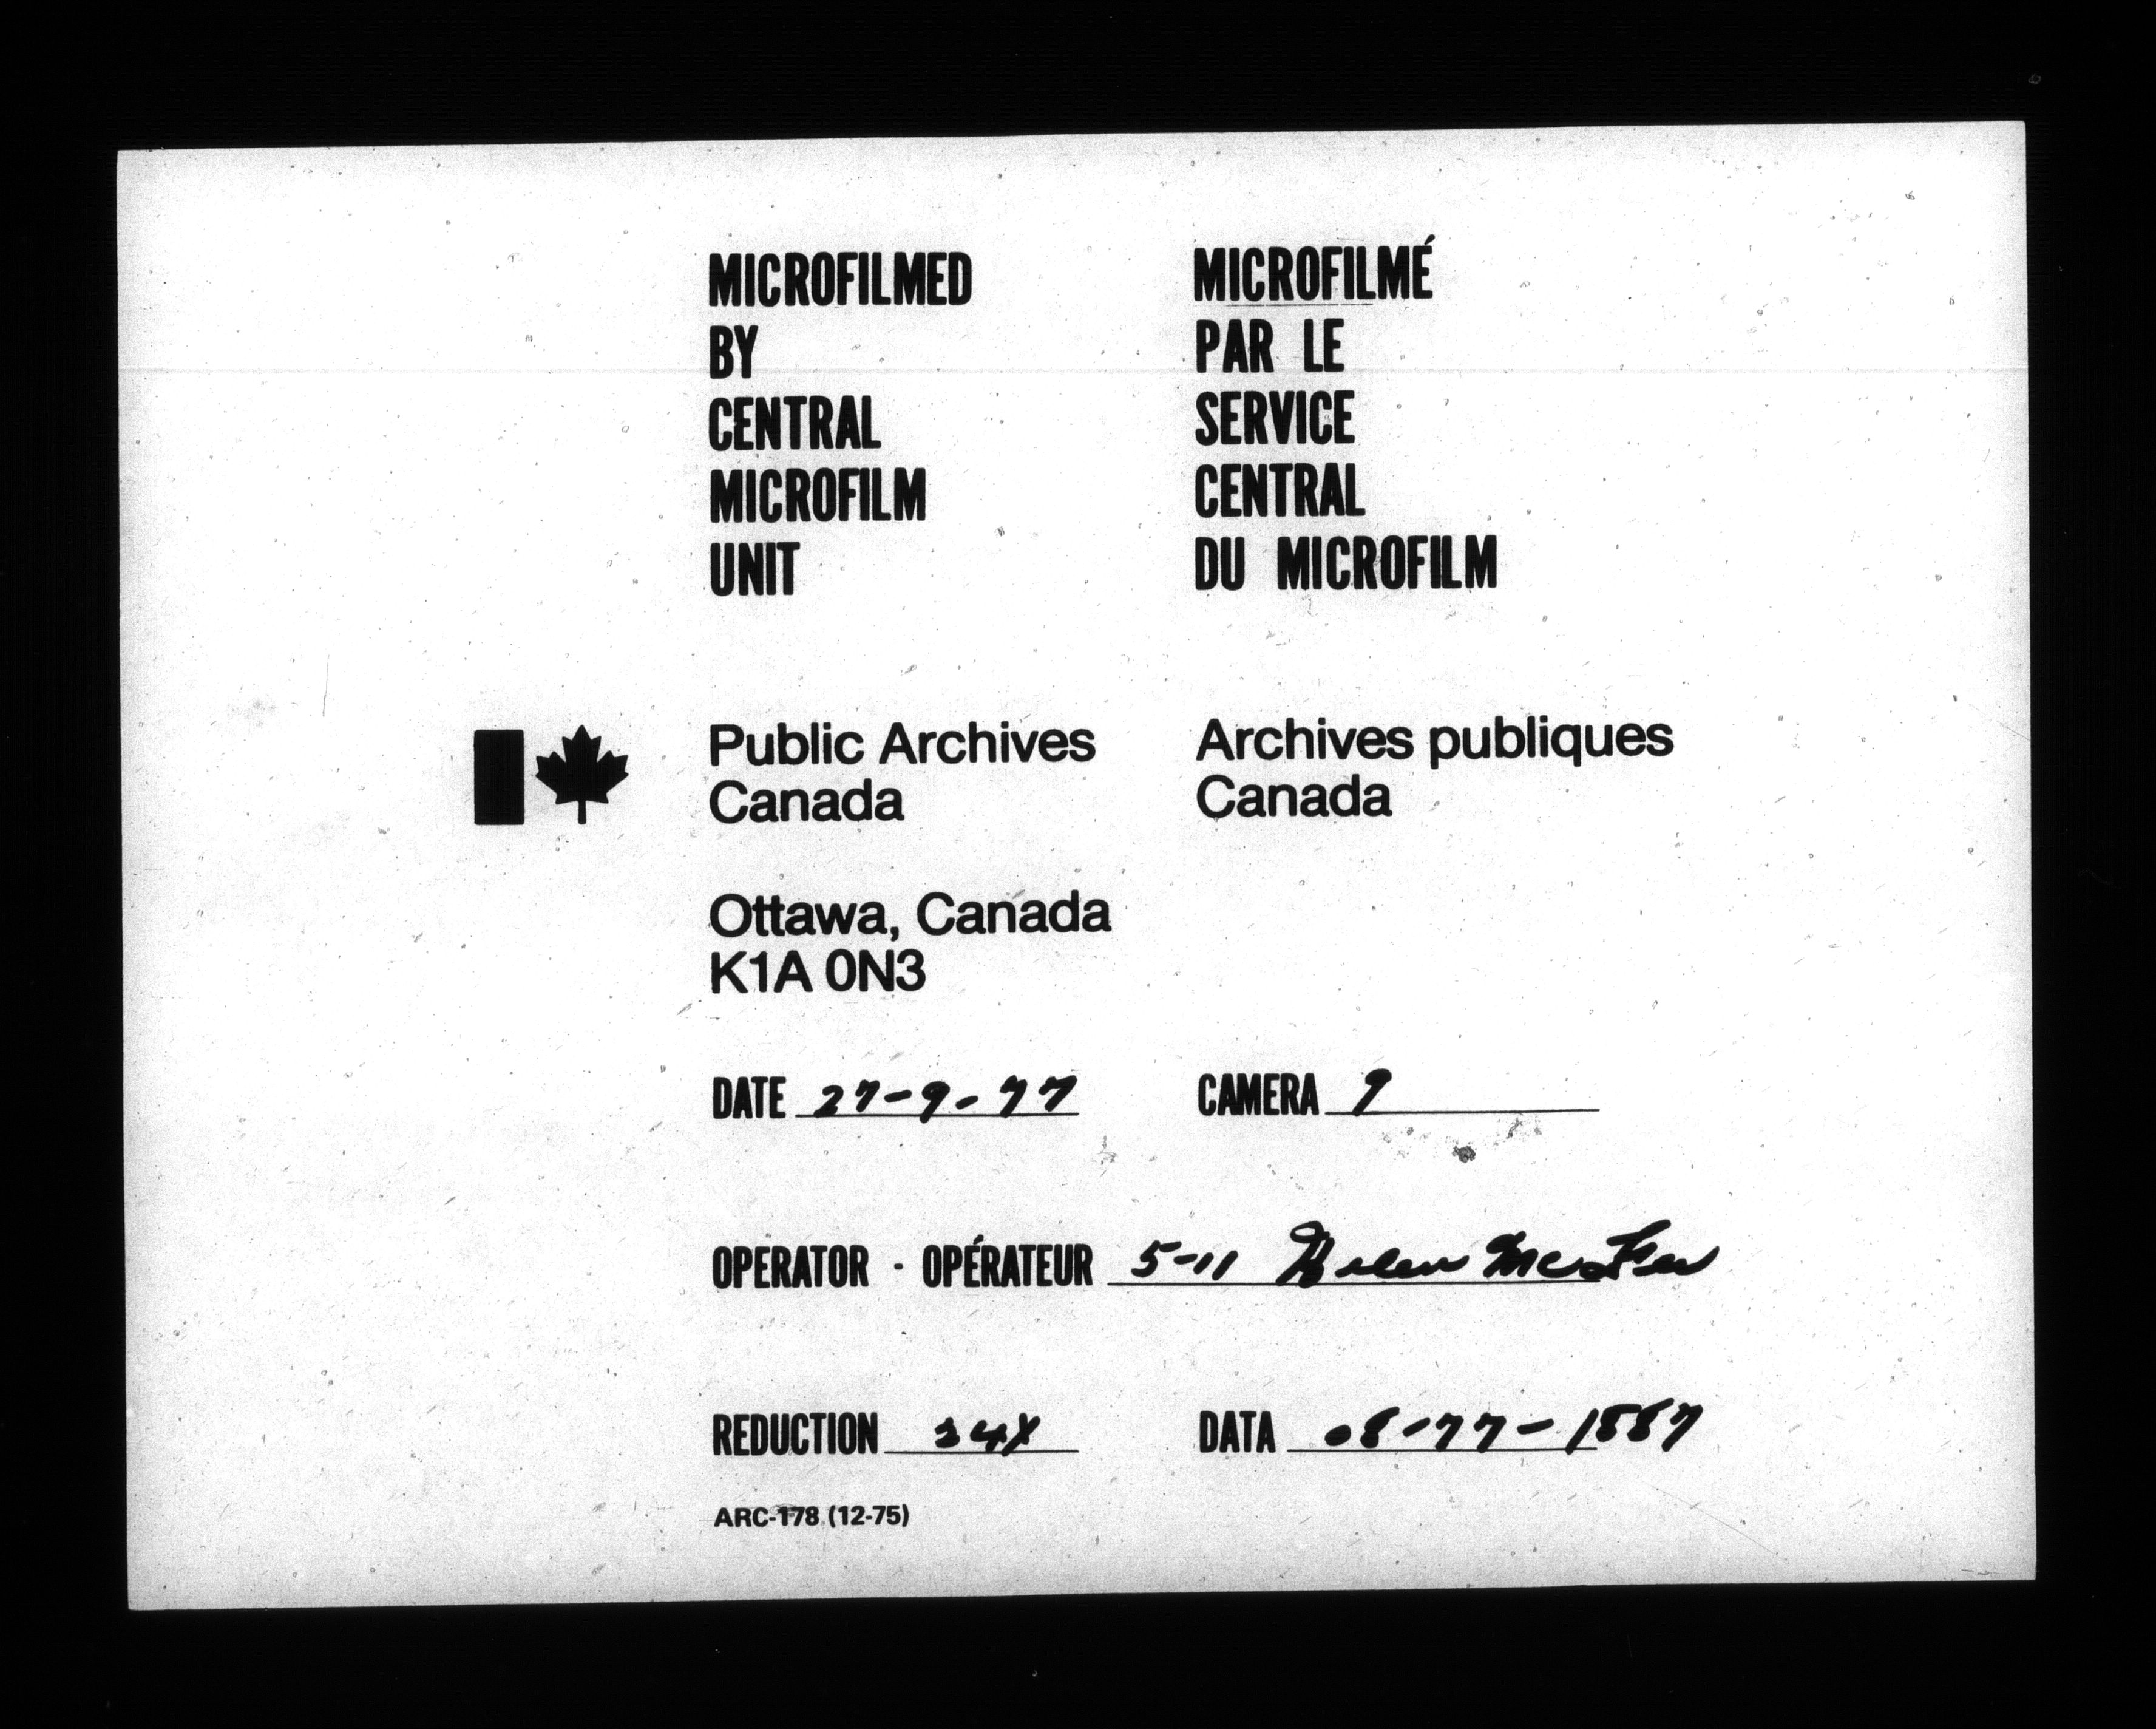 MICROFILMED
BY
CENTRAL
MICROFILM
UNIT
MICROFILMÉ
PAR LE
SERVICE
CENTRAL
DU MICROFILM
Public Archives
Canada
Archives publiques
Canada
Ottawa, Canada
K1A 0N3
DATE 27-9-77
CAMERA 9
OPERATOR - OPÉRATEUR 5-11 Helen
REDUCTION 24X
DATA 08-77-1887
ARC-178 (12-75)